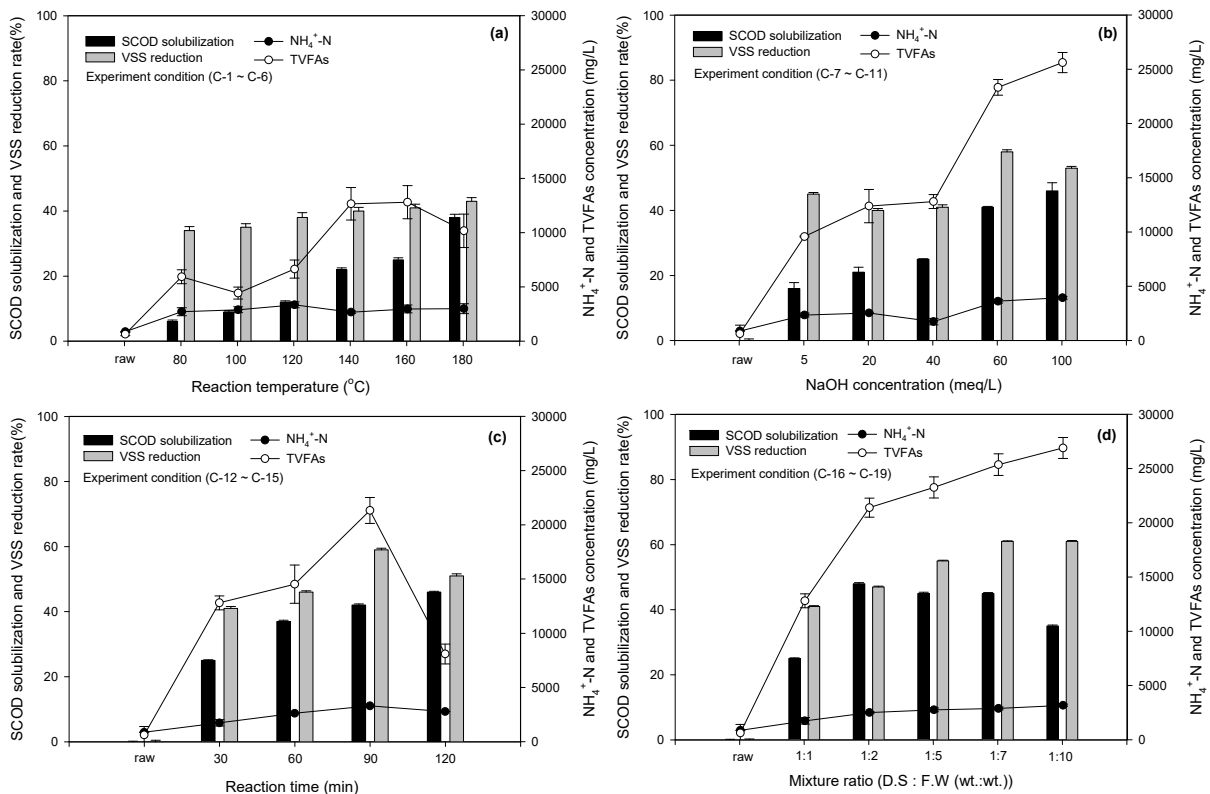 (a)
SCOD solubilization NH₄⁺-N
VSS reduction TVFAs
Experiment condition (C-1 ~ C-6)
SCOD solubilization and VSS reduction rate(%)
100
80
60
40
20
0
30000
25000
20000
15000
10000
5000
0
NH₄⁺-N and TVFAs concentration (mg/L)
raw 80 100 120 140 160 180
Reaction temperature (°C)
(b)
SCOD solubilization NH₄⁺-N
VSS reduction TVFAs
Experiment condition (C-7 ~ C-11)
SCOD solubilization and VSS reduction rate(%)
100
80
60
40
20
0
30000
25000
20000
15000
10000
5000
0
NH₄⁺-N and TVFAs concentration (mg/L)
raw 5 20 40 60 100
NaOH concentration (meq/L)
(c)
SCOD solubilization NH₄⁺-N
VSS reduction TVFAs
Experiment condition (C-12 ~ C-15)
SCOD solubilization and VSS reduction rate(%)
100
80
60
40
20
0
30000
25000
20000
15000
10000
5000
0
NH₄⁺-N and TVFAs concentration (mg/L)
raw 30 60 90 120
Reaction time (min)
(d)
SCOD solubilization NH₄⁺-N
VSS reduction TVFAs
Experiment condition (C-16 ~ C-19)
SCOD solubilization and VSS reduction rate(%)
100
80
60
40
20
0
30000
25000
20000
15000
10000
5000
0
NH₄⁺-N and TVFAs concentration (mg/L)
raw 1:1 1:2 1:5 1:7 1:10
Mixture ratio (D.S : F.W (wt.:wt.))